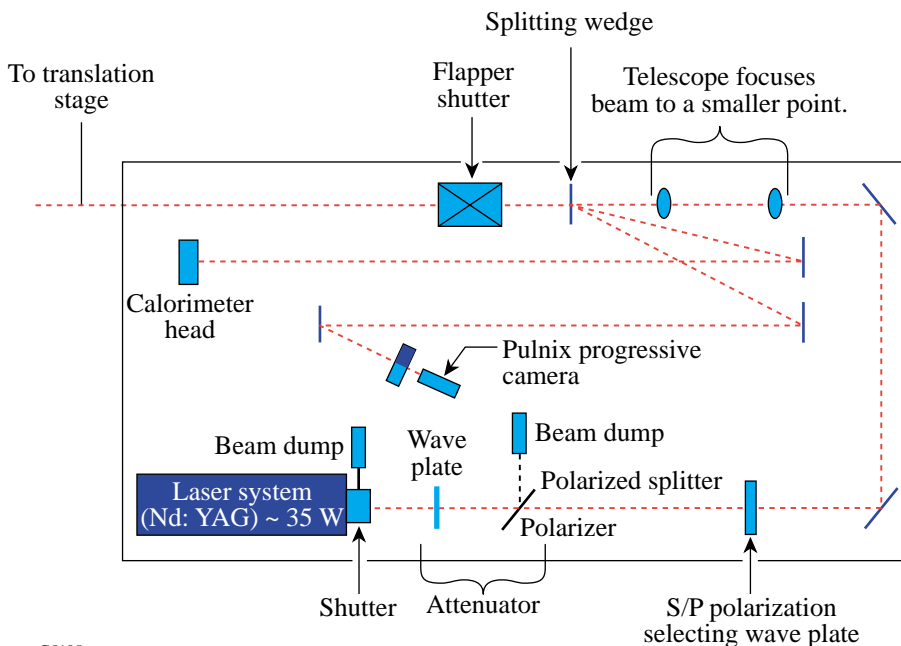 Splitting wedge
To translation
stage
Flapper
shutter
Telescope focuses
beam to a smaller point.
Calorimeter
head
Pulnix progressive
camera
Beam dump
Wave
plate
Beam dump
Polarized splitter
Polarizer
Laser system
(Nd: YAG) ~ 35 W
Shutter
Attenuator
S/P polarization
selecting wave plate